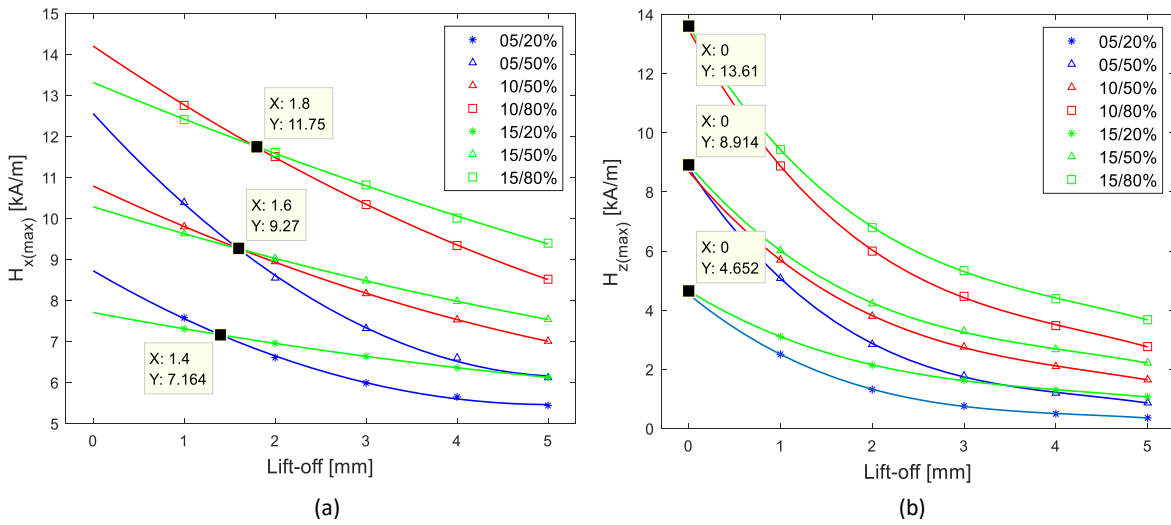 15
14
13
12
11
10
9
8
7
6
5
H_x(max) [kA/m]
05/20%
05/50%
10/50%
10/80%
15/20%
15/50%
15/80%
X: 1.8
Y: 11.75
X: 1.6
Y: 9.27
X: 1.4
Y: 7.164
0 1 2 3 4 5
Lift-off [mm]
(a)
14
12
10
8
6
4
2
0
H_z(max) [kA/m]
X: 0
Y: 13.61
X: 0
Y: 8.914
X: 0
Y: 4.652
05/20%
05/50%
10/50%
10/80%
15/20%
15/50%
15/80%
0 1 2 3 4 5
Lift-off [mm]
(b)